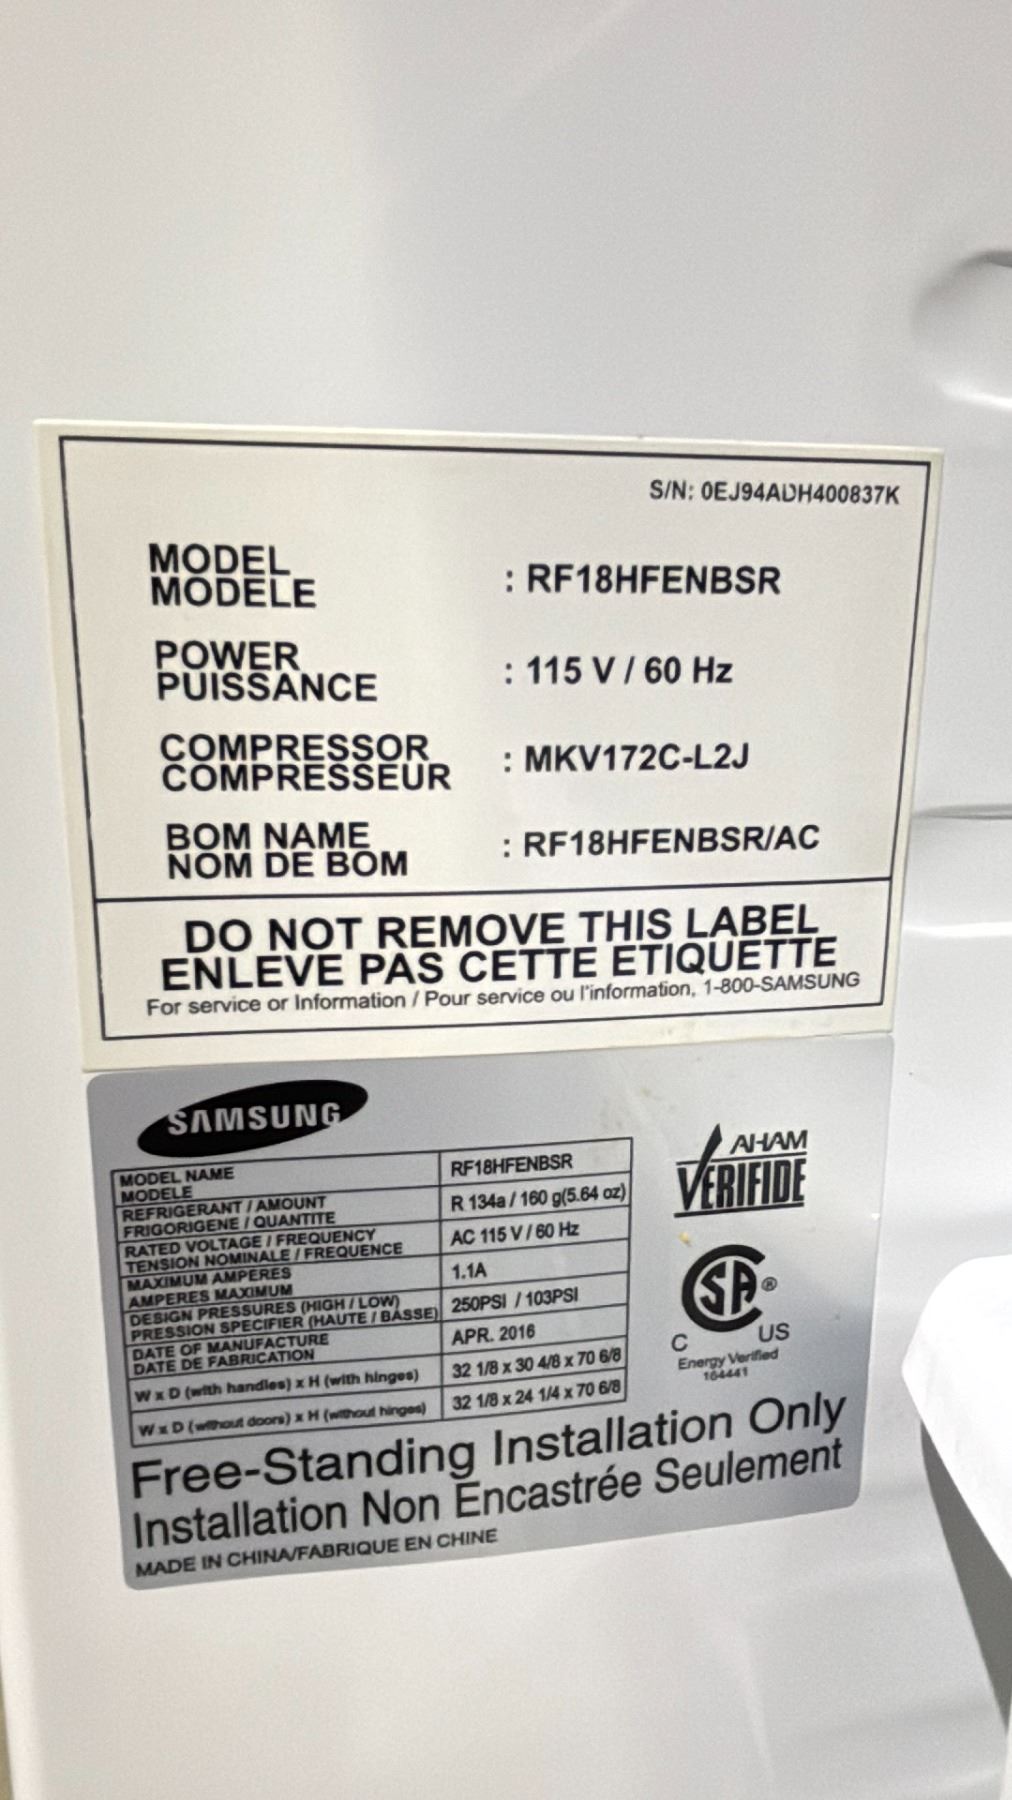 S/N: 0EJ94ADH400837K
MODEL
MODELE : RF18HFENBSR
POWER
PUISSANCE : 115 V / 60 Hz
COMPRESSOR
COMPRESSEUR : MKV172C-L2J
BOM NAME
NOM DE BOM : RF18HFENBSR/AC
DO NOT REMOVE THIS LABEL
ENLEVE PAS CETTE ETIQUETTE
For service or Information / Pour service ou l'information, 1-800-SAMSUNG
SAMSUNG
MODEL NAME
MODELE RF18HFENBSR
REFRIGERANT / AMOUNT
FRIGORIGENE / QUANTITE R 134a / 160 g(5.64 oz)
RATED VOLTAGE / FREQUENCY
TENSION NOMINALE / FREQUENCE AC 115 V / 60 Hz
MAXIMUM AMPERES
AMPERES MAXIMUM 1.1A
DESIGN PRESSURES (HIGH / LOW)
PRESSION SPECIFIER (HAUTE / BASSE) 250PSI / 103PSI
DATE OF MANUFACTURE
DATE DE FABRICATION APR. 2016
W x D (with handles) x H (with hinges) 32 1/8 x 30 4/8 x 70 6/8
W x D (without doors) x H (without hinges) 32 1/8 x 24 1/4 x 70 6/8
AHAM
VERIFIDE
SA ®
C US
Energy Verified
164441
Free-Standing Installation Only
Installation Non Encastrée Seulement
MADE IN CHINA/FABRIQUE EN CHINE